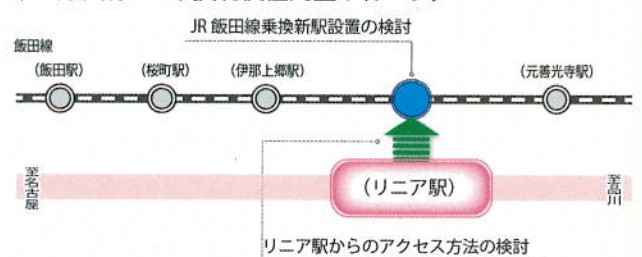 JR 飯田線乗換新駅設置の検討
飯田線
(飯田駅)
(桜町駅)
(伊那上郷駅)
(元善光寺駅)
至名古屋
(リニア駅)
至品川
リニア駅からのアクセス方法の検討